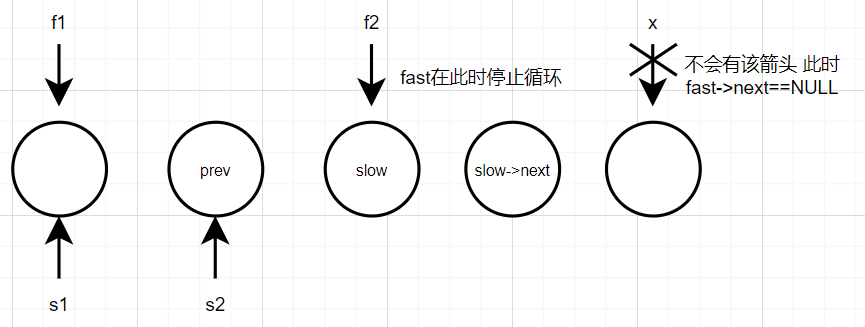 f1
f2
x
fast在此时停止循环
不会有该箭头 此时
fast->next==NULL
prev
slow
slow->next
s1
s2